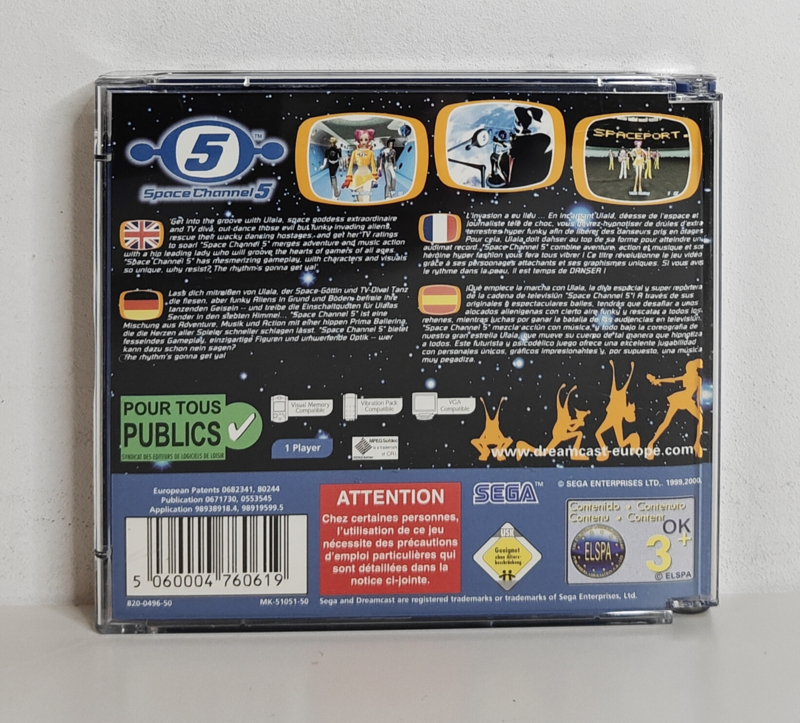 5
TM
Space Channel 5
SPACEPORT
Get into the groove with Ulala, space goddess extraordinaire
and TV diva, out-dance those evil but funky invading aliens,
rescue their wacky dancing hostages, and get her TV ratings
to soar! "Space Channel 5" merges adventure and music action
with a hip leading lady who will groove the hearts of gamers of all ages.
"Space Channel 5" has mesmerizing gameplay, with characters and visuals
so unique, why resist? The rhythm's gonna get ya!
L'invasion a eu lieu ... En incarnant Ulala, déesse de l'espace et
journaliste télé de choc, vous devrez hypnotiser de drôles d'extra
terrestres hyper funky afin de libérer des danseurs pris en otages.
Pour cela, Ulala doit danser au top de sa forme pour atteindre un
audimat record. "Space Channel 5" combine aventure, action et musique et sa
héroïne hyper fashion vous fera tous vibrer ! Ce titre révolutionne le jeu vidéo
grâce à ses personnages attachants et ses graphismes uniques. Si vous avez
le rythme dans la peau, il est temps de DANSER !
Lass dich mitreißen von Ulala, der Space-Göttin und TV-Diva! Tanz
die fiesen, aber funky Aliens in Grund und Boden, befreie ihre
tanzenden Geiseln -- und treibe die Einschaltquoten für Ulalas
Sender in den siebten Himmel... "Space Channel 5" ist eine
Mischung aus Adventure, Musik und Action mit einer hippen Prima Ballerina,
die die Herzen aller Spieler schneller schlagen lässt. "Space Channel 5" bietet
fesselndes Gameplay, einzigartige Figuren und umwerfende Optik -- wer
kann dazu schon nein sagen?
The rhythm's gonna get ya!
¡Que empiece la marcha con Ulala, la diva espacial y super reportera
de la cadena de televisión "Space Channel 5"! A través de sus
originales y espectaculares bailes, tendrás que desafiar a unos
alocados alienígenas con cierto aire funky y rescatar a todos los
rehenes, mientras luchas por ganar la batalla de las audiencias en televisión.
"Space Channel 5" mezcla acción con música, y todo bajo la coreografía de
nuestra gran estrella Ulala, que mueve su cuerpo de tal manera que hipnotiza
a todos. Este futurista y psicodélico juego ofrece una excelente jugabilidad
con personajes únicos, gráficos impresionantes y, por supuesto, una música
muy pegadiza.
POUR TOUS
PUBLICS
SYNDICAT DES EDITEURS DE LOGICIELS DE LOISIR
Visual Memory
Compatible
Vibration Pack
Compatible
VGA
Compatible
1 Player
MPEG Sofdec
is a trademark
of CRI
www.dreamcast-europe.com
European Patents 0682341, 80244
Publication 0671730, 0553545
Application 98938918.4, 98919599.5
5 060004 760619
820-0496-50
MK-51051-50
ATTENTION
Chez certaines personnes,
l'utilisation de ce jeu
nécessite des précautions
d'emploi particulières qui
sont détaillées dans la
notice ci-jointe.
SEGA
TM
© SEGA ENTERPRISES LTD., 1999,2000
USK
Geeignet
ohne Alters-
beschränkung
Contenido • Contenuto
Contenu • Content
ELSPA
OK
3+
© ELSPA
Sega and Dreamcast are registered trademarks or trademarks of Sega Enterprises, Ltd.